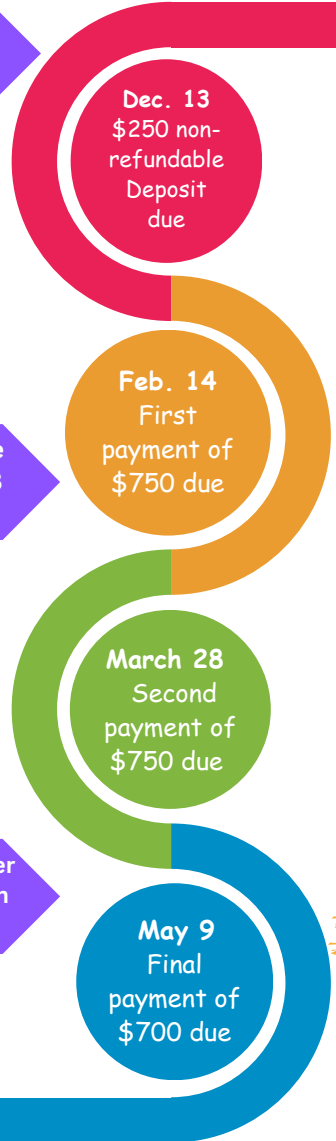 Dec. 13
$250 non-
refundable
Deposit
due
Feb. 14
First
payment of
$750 due
March 28
Second
payment of
$750 due
May 9
Final
payment of
$700 due